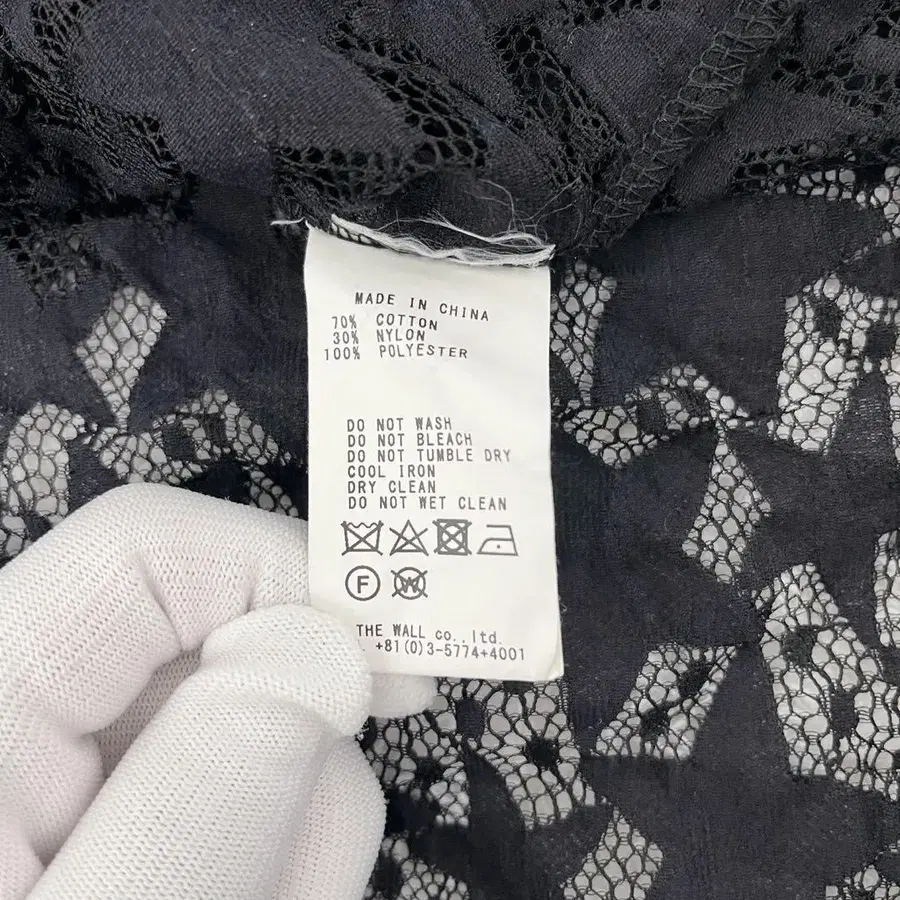 MADE IN CHINA
70% COTTON
30% NYLON
100% POLYESTER
DO NOT WASH
DO NOT BLEACH
DO NOT TUMBLE DRY
COOL IRON
DRY CLEAN
DO NOT WET CLEAN
F W
THE WALL co.,ltd.
+81(0)3-5774+4001